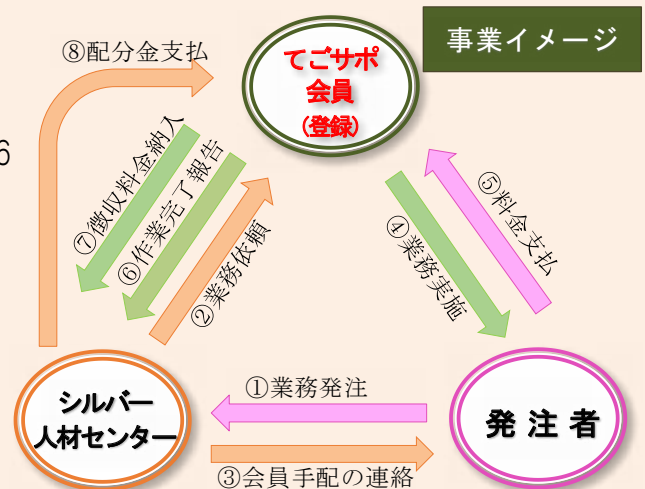 事業イメージ
⑧配分金支払
てごサポ
会員
(登録)
6
⑦徴収料金納入
⑥作業完了報告
②業務依頼
④業務実施
⑤料金支払
①業務発注
シルバー
人材センター
発注者
③会員手配の連絡